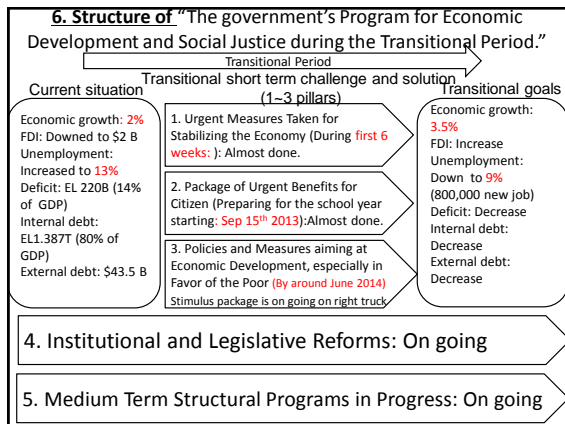 6. Structure of “The government’s Program for Economic
Development and Social Justice during the Transitional Period.”
Transitional Period
Transitional short term challenge and solution
(1~3 pillars)
Current situation
Economic growth: 2%
FDI: Downed to $2 B
Unemployment:
Increased to 13%
Deficit: EL 220B (14%
of GDP)
Internal debt:
EL1.387T (80% of
GDP)
External debt: $43.5 B
1. Urgent Measures Taken for
Stabilizing the Economy (During first 6
weeks: ): Almost done.
2. Package of Urgent Benefits for
Citizen (Preparing for the school year
starting: Sep 15th 2013):Almost done.
3. Policies and Measures aiming at
Economic Development, especially in
Favor of the Poor (By around June 2014)
Stimulus package is on going on right truck
Transitional goals
Economic growth:
3.5%
FDI: Increase
Unemployment:
Down to 9%
(800,000 new job)
Deficit: Decrease
Internal debt:
Decrease
External debt:
Decrease
4. Institutional and Legislative Reforms: On going
5. Medium Term Structural Programs in Progress: On going